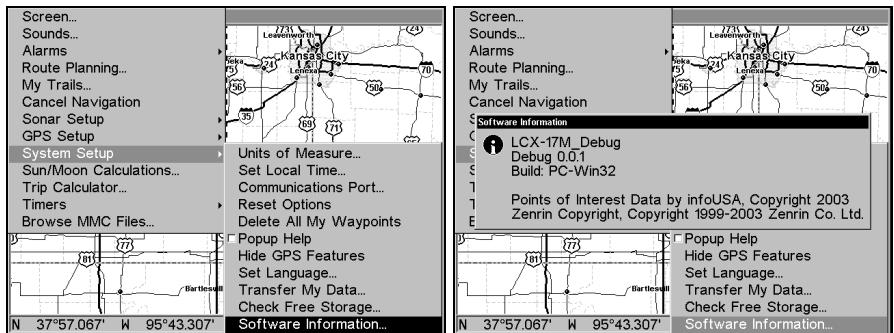 Screen...
Sounds...
Alarms
Route Planning...
My Trails...
Cancel Navigation
Sonar Setup
GPS Setup
System Setup
Sun/Moon Calculations...
Trip Calculator...
Timers
Browse MMC Files...
Leavenworth
Kansas City
Lenexa
24
24
70
56
50
35
69
71
Units of Measure...
Set Local Time...
Communications Port...
Reset Options
Delete All My Waypoints
Popup Help
Hide GPS Features
Set Language...
Transfer My Data...
Check Free Storage...
Software Information...
77
81
N 37°57.067' W 95°43.307'
Screen...
Sounds...
Alarms
Route Planning...
My Trails...
Cancel Navigation
Leavenworth
Kansas City
Lenexa
24
24
70
56
50
Software Information
LCX-17M_Debug
Debug 0.0.1
Build: PC-Win32
Points of Interest Data by infoUSA, Copyright 2003
Zenrin Copyright, Copyright 1999-2003 Zenrin Co. Ltd.
Popup Help
Hide GPS Features
Set Language...
Transfer My Data...
Check Free Storage...
Software Information...
77
81
N 37°57.067' W 95°43.307'